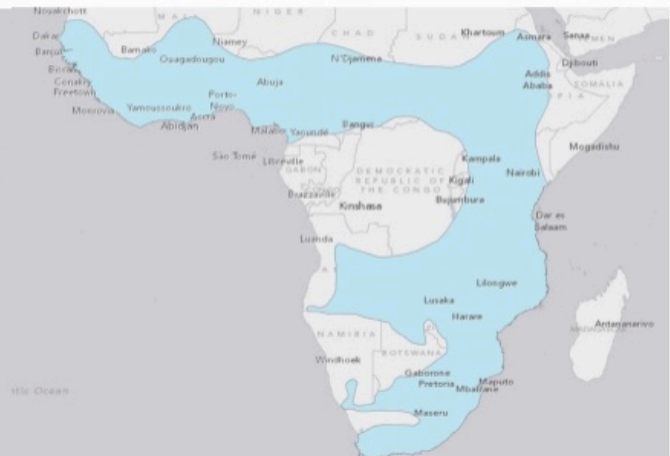 Nouakchott
MALI
NIGER
CHAD
SUDAN
Khartoum
Asmara
Sanaa
YEMEN
Dakar
Banjul
Bamako
Niamey
Ouagadougou
N'Djamena
Djibouti
Conakry
Freetown
Abuja
Addis
Ababa
SOMALIA
Monrovia
Yamoussoukro
Porto-
Novo
Accra
Abidjan
Malabo
Yaoundé
Bangui
São Tomé
Libreville
GABON
DEMOCRATIC
REPUBLIC OF
THE CONGO
Kampala
Kigali
Nairobi
Mogadishu
Brazzaville
Kinshasa
Bujumbura
Dar es
Salaam
Luanda
Lilongwe
Lusaka
Harare
Antananarivo
NAMIBIA
Windhoek
BOTSWANA
Gaborone
Pretoria
Maputo
Mbabane
Maseru
ntic Ocean